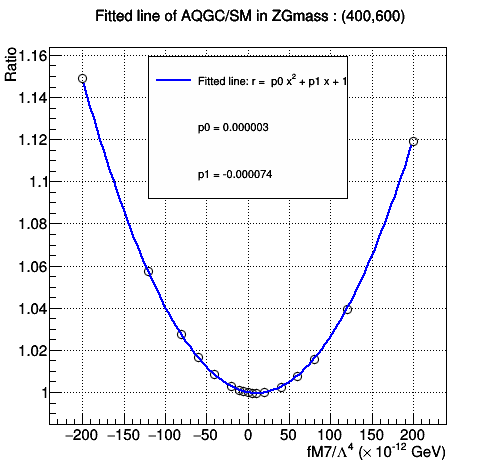 Fitted line of AQGC/SM in ZGmass : (400,600)
Ratio
1.16
1.14
1.12
1.1
1.08
1.06
1.04
1.02
1
Fitted line: r = p0 x² + p1 x + 1
p0 = 0.000003
p1 = -0.000074
−200 −150 −100 −50 0 50 100 150 200
fM7/Λ⁴ (× 10⁻¹² GeV)